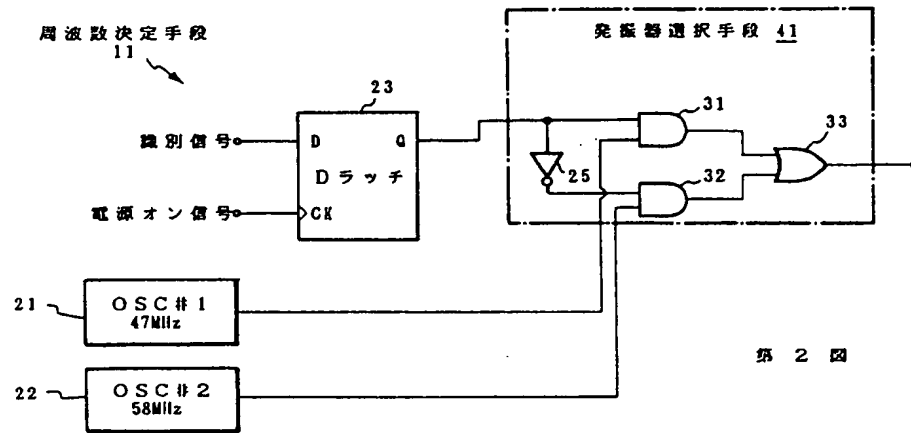 周波数決定手段
11
発振器選択手段 41
23
31
33
識別信号
D Q
Dラッチ
25
32
電源オン信号
CK
21
OSC#1
47MHz
第2図
22
OSC#2
58MHz